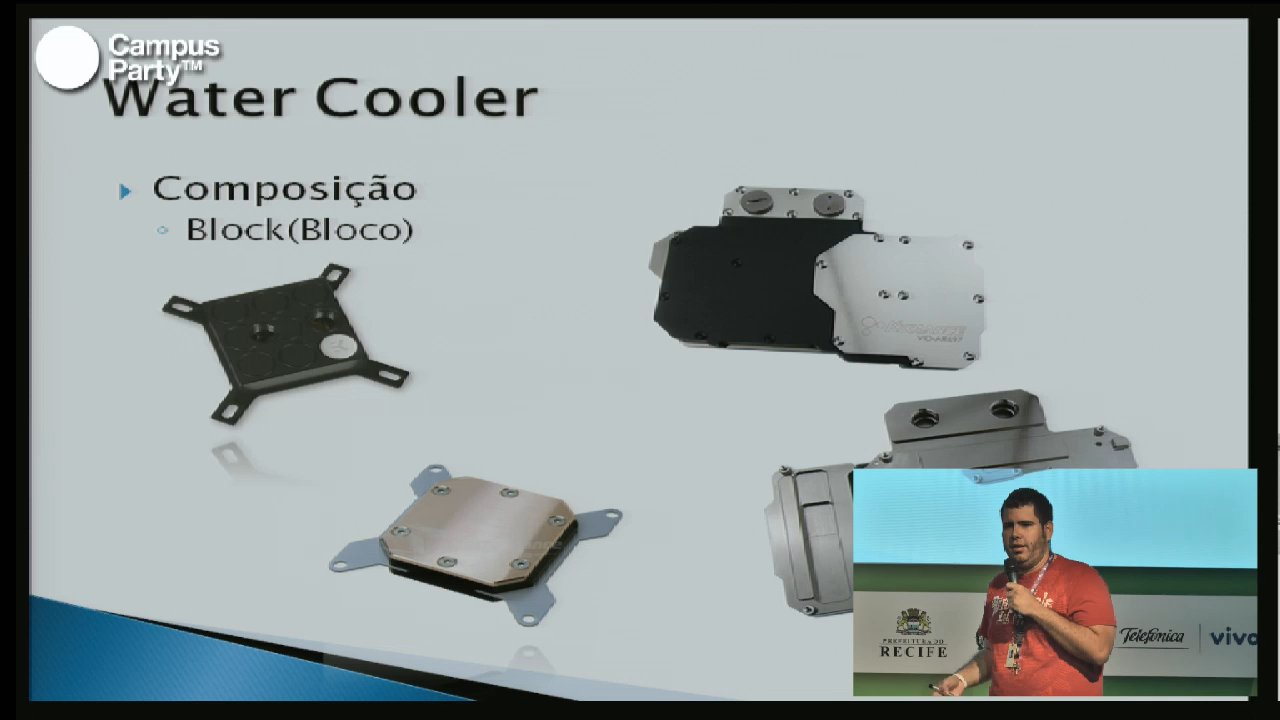 Campus
Party™
Water Cooler
Composição
Block(Bloco)
PREFEITURA DO
RECIFE
Telefónica
vivo